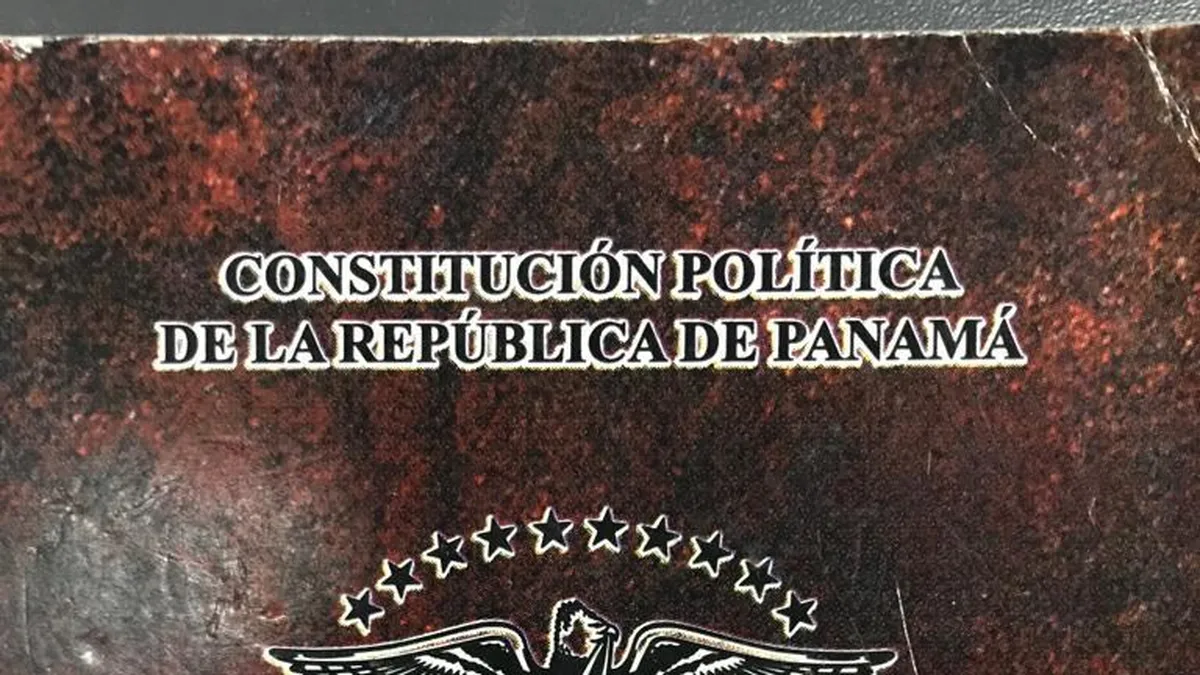 CONSTITUCIÓN POLÍTICA
DE LA REPÚBLICA DE PANAMÁ